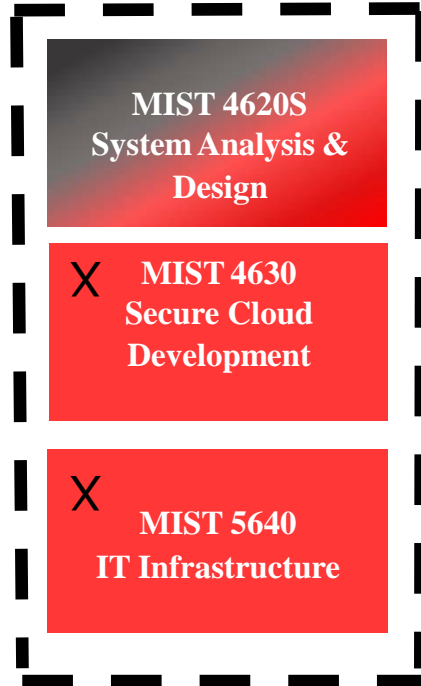 MIST 4620S
System Analysis &
Design
X MIST 4630
Secure Cloud
Development
X
MIST 5640
IT Infrastructure